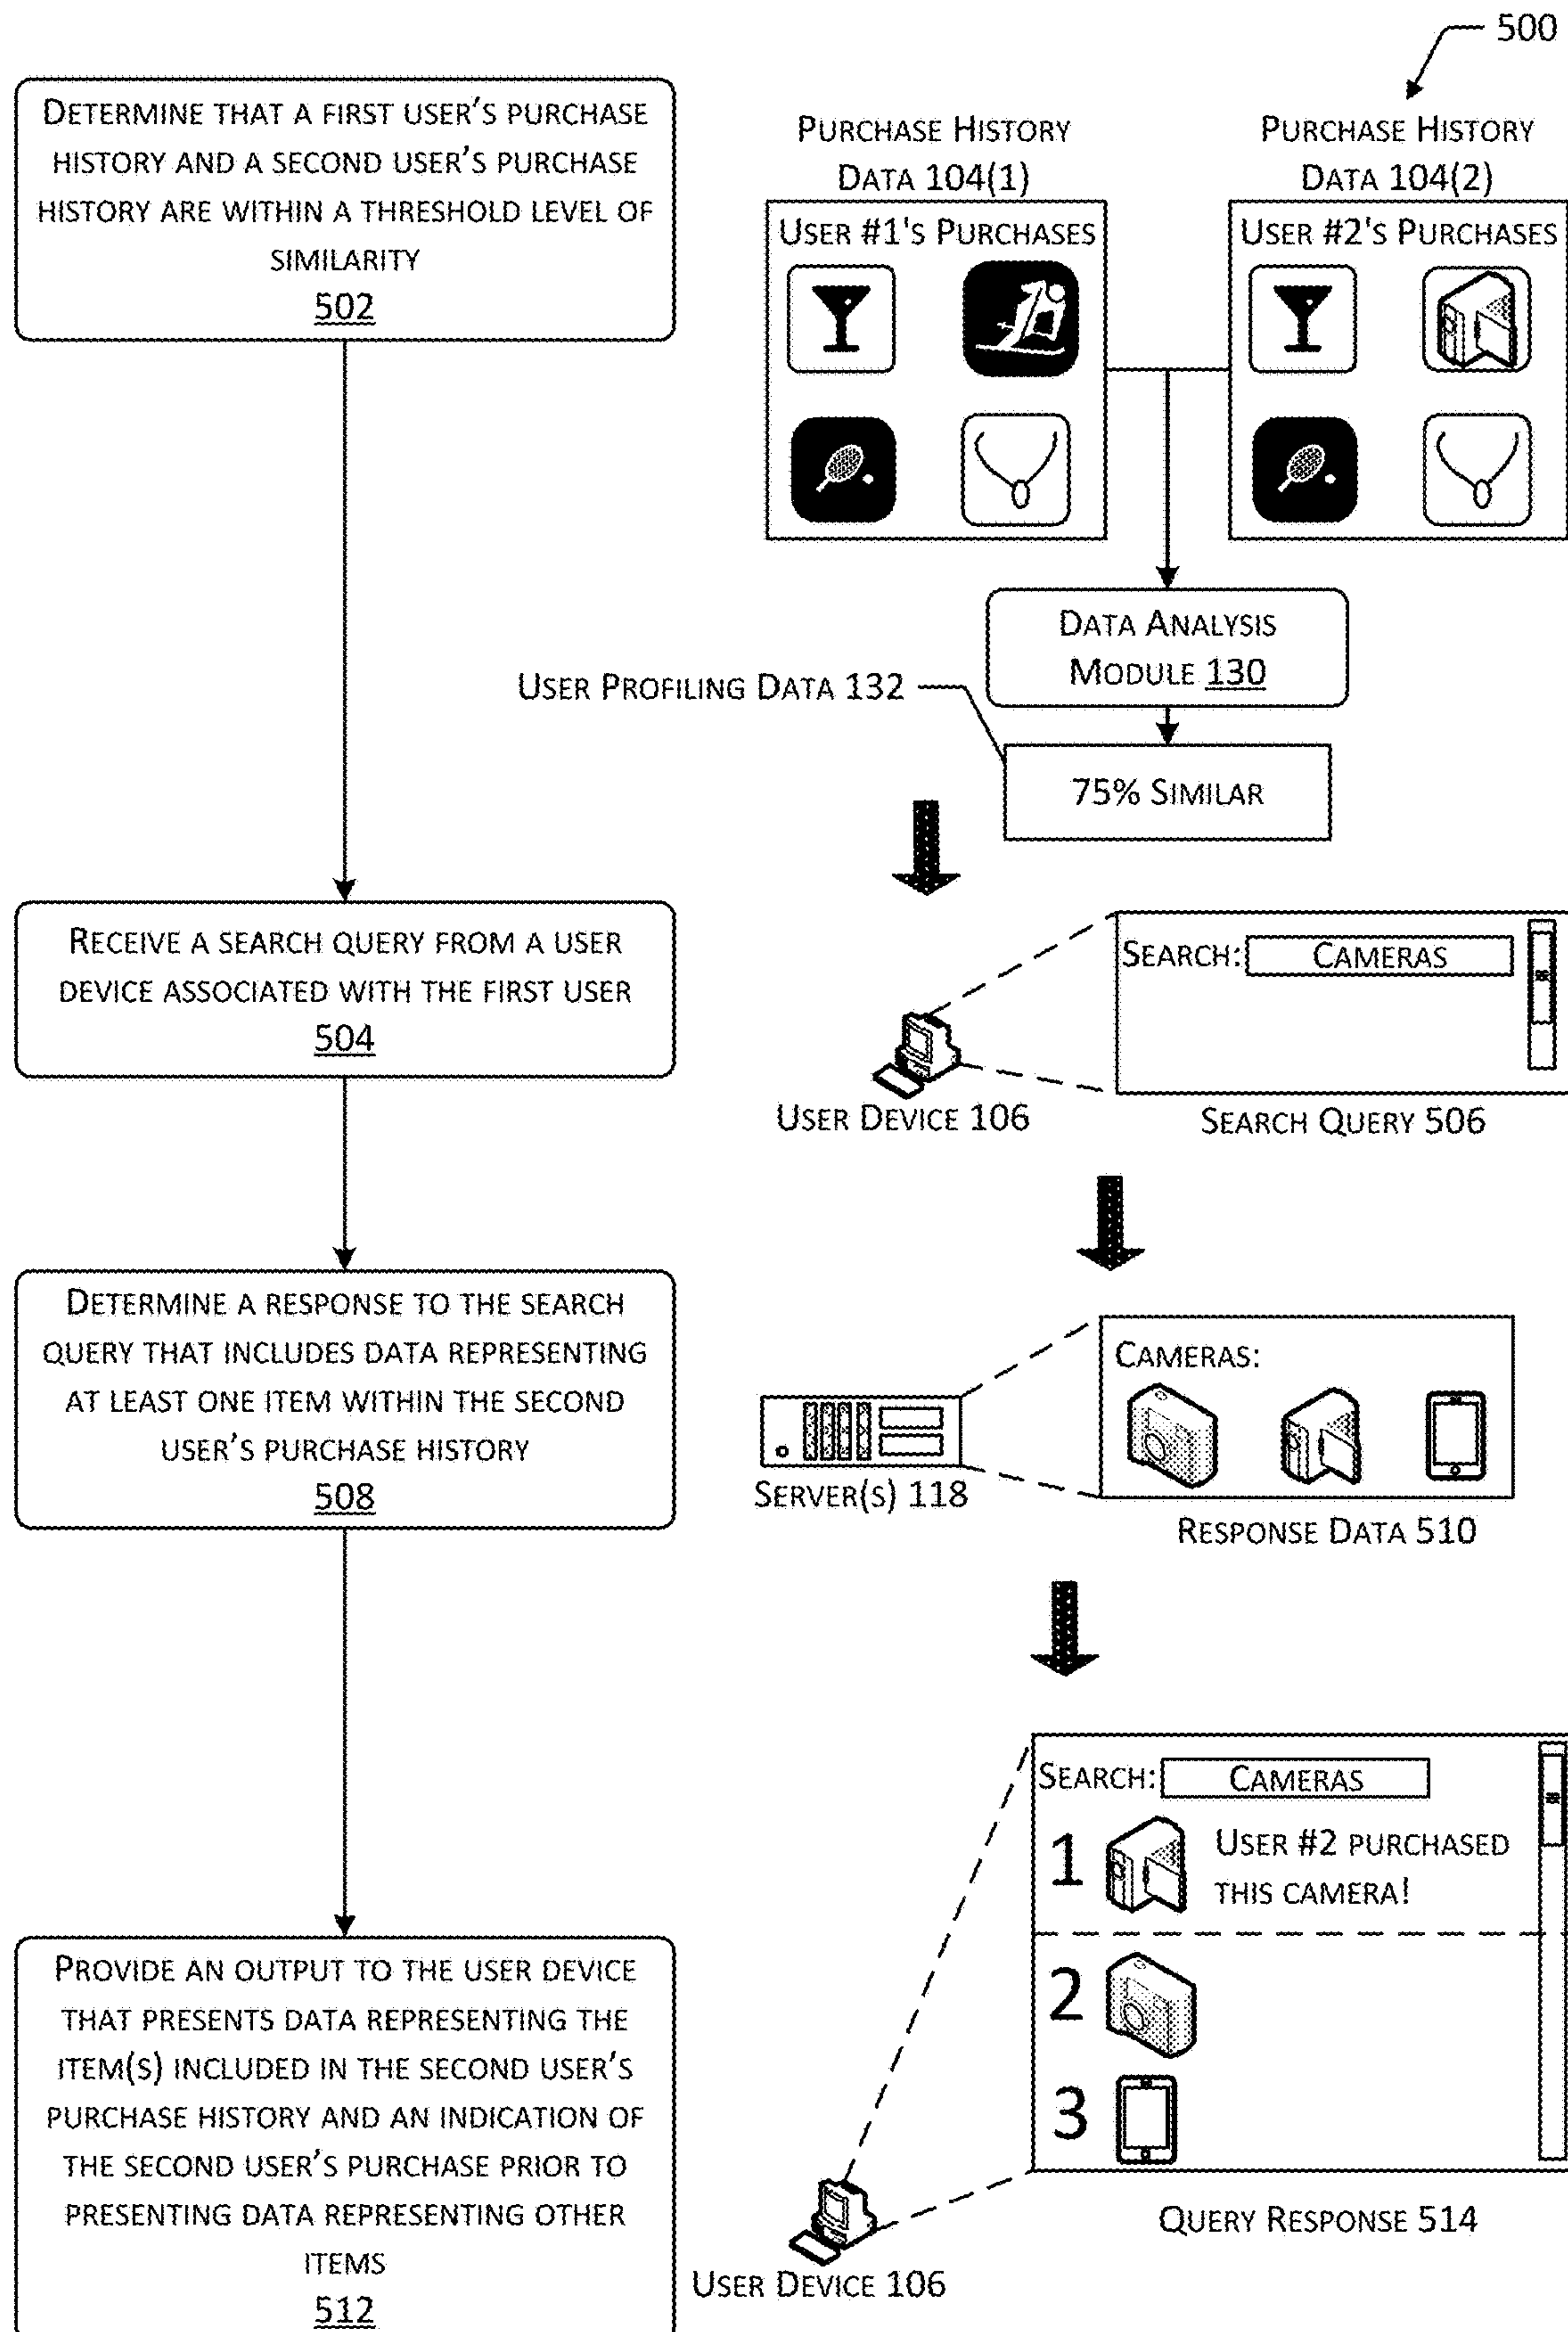 500
DETERMINE THAT A FIRST USER'S PURCHASE
HISTORY AND A SECOND USER'S PURCHASE
HISTORY ARE WITHIN A THRESHOLD LEVEL OF
SIMILARITY
502
PURCHASE HISTORY
DATA 104(1)
USER #1'S PURCHASES
PURCHASE HISTORY
DATA 104(2)
USER #2'S PURCHASES
DATA ANALYSIS
MODULE 130
USER PROFILING DATA 132
75% SIMILAR
RECEIVE A SEARCH QUERY FROM A USER
DEVICE ASSOCIATED WITH THE FIRST USER
504
SEARCH: CAMERAS
USER DEVICE 106
SEARCH QUERY 506
DETERMINE A RESPONSE TO THE SEARCH
QUERY THAT INCLUDES DATA REPRESENTING
AT LEAST ONE ITEM WITHIN THE SECOND
USER'S PURCHASE HISTORY
508
CAMERAS:
SERVER(S) 118
RESPONSE DATA 510
PROVIDE AN OUTPUT TO THE USER DEVICE
THAT PRESENTS DATA REPRESENTING THE
ITEM(S) INCLUDED IN THE SECOND USER'S
PURCHASE HISTORY AND AN INDICATION OF
THE SECOND USER'S PURCHASE PRIOR TO
PRESENTING DATA REPRESENTING OTHER
ITEMS
512
SEARCH: CAMERAS
1 USER #2 PURCHASED
THIS CAMERA!
2
3
USER DEVICE 106
QUERY RESPONSE 514